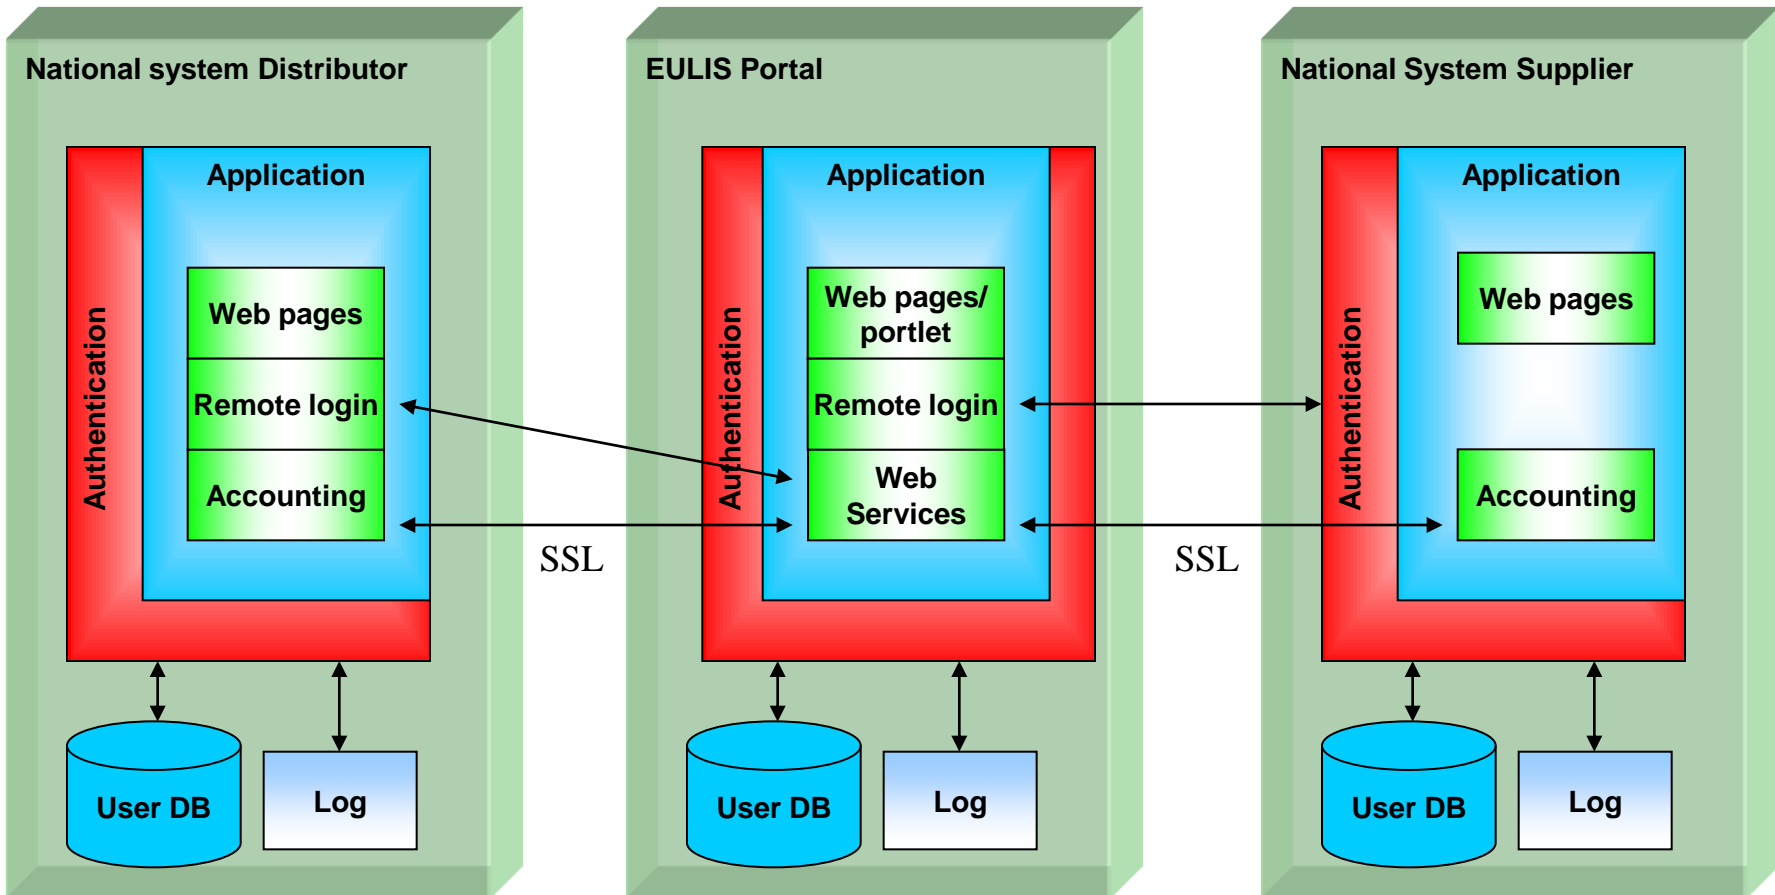 National system Distributor
Application
Authentication
Web pages
Remote login
Accounting
User DB
Log
SSL
EULIS Portal
Application
Authentication
Web pages/
portlet
Remote login
Web
Services
User DB
Log
SSL
National System Supplier
Application
Authentication
Web pages
Accounting
User DB
Log